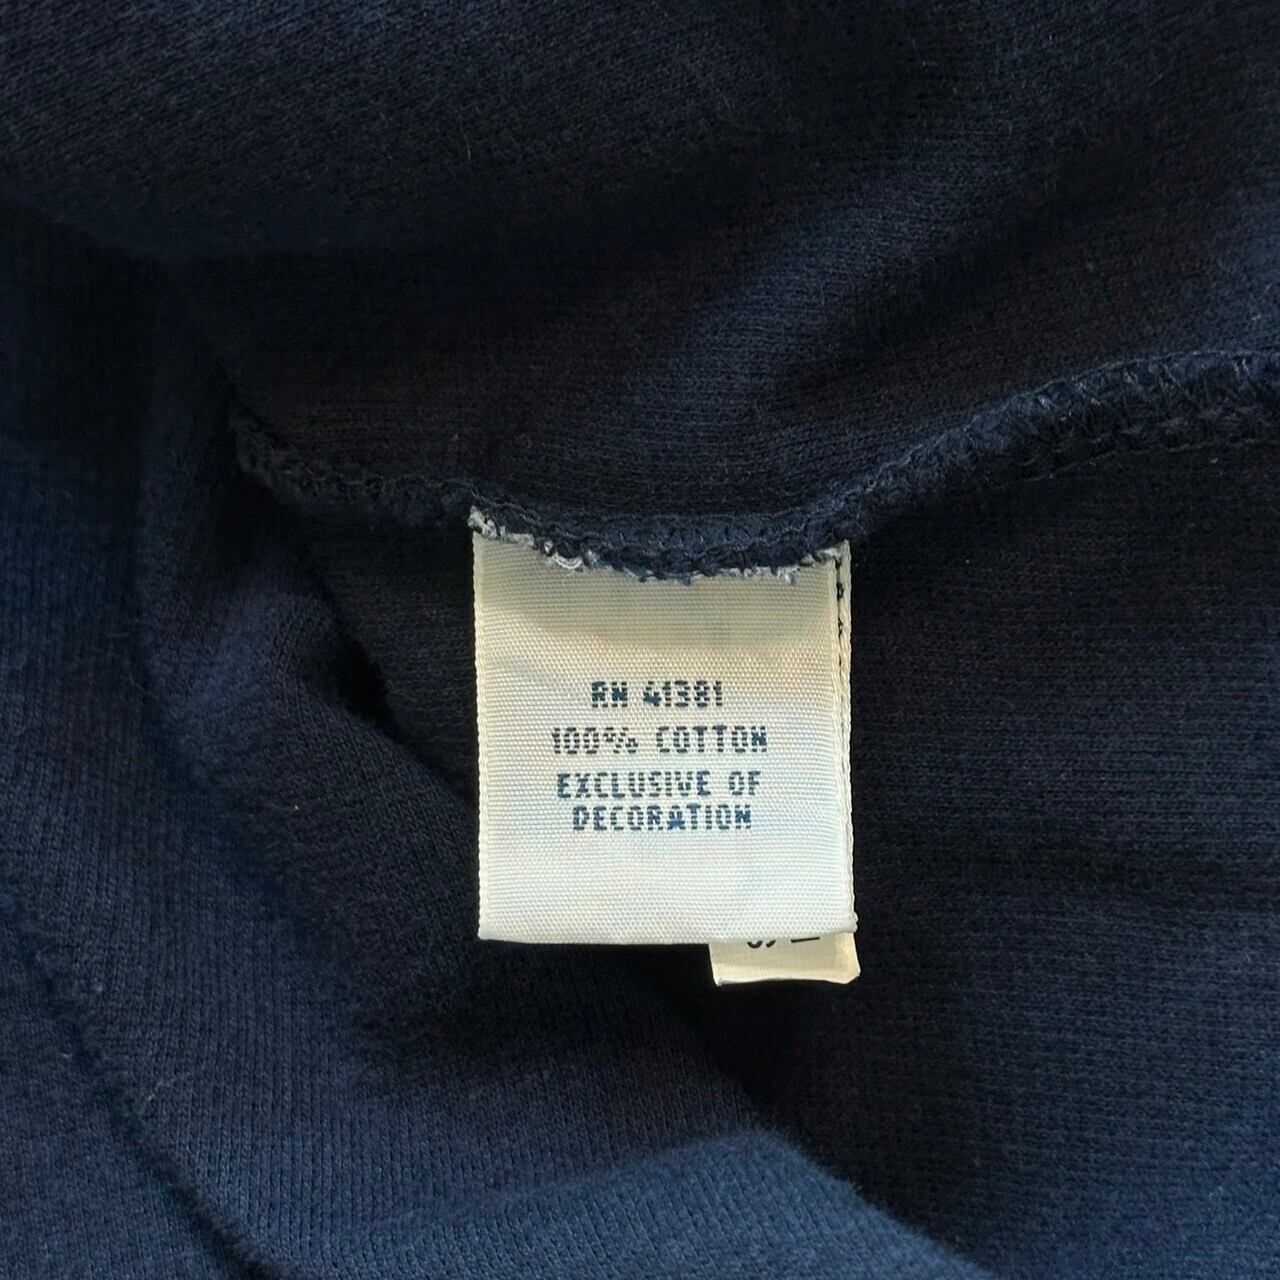 RN 41381
100% COTTON
EXCLUSIVE OF
DECORATION